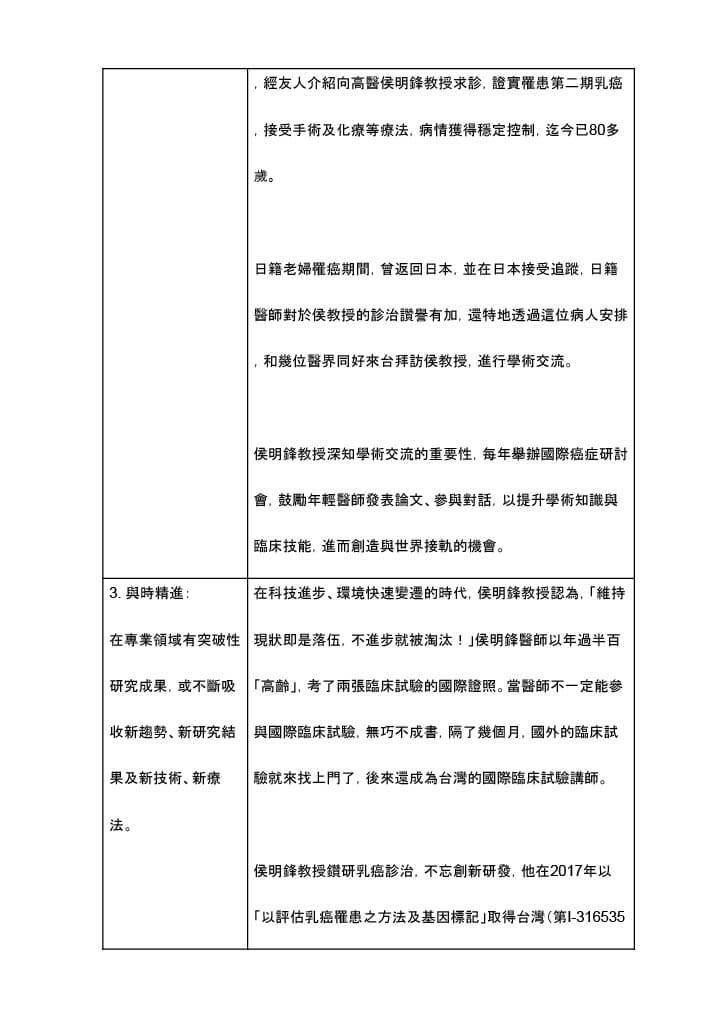 , 經友人介紹向高醫侯明鋒教授求診, 證實罹患第二期乳癌
, 接受手術及化療等療法, 病情獲得穩定控制, 迄今已80多
歲。
日籍老婦罹癌期間, 曾返回日本, 並在日本接受追蹤, 日籍
醫師對於侯教授的診治讚譽有加, 還特地透過這位病人安排
, 和幾位醫界同好來台拜訪侯教授, 進行學術交流。
侯明鋒教授深知學術交流的重要性, 每年舉辦國際癌症研討
會, 鼓勵年輕醫師發表論文、參與對話, 以提升學術知識與
臨床技能, 進而創造與世界接軌的機會。
3. 與時精進：
在專業領域有突破性
研究成果, 或不斷吸
收新趨勢、新研究結
果及新技術、新療
法。
在科技進步、環境快速變遷的時代, 侯明鋒教授認為, 「維持
現狀即是落伍, 不進步就被淘汰！」侯明鋒醫師以年過半百
「高齡」, 考了兩張臨床試驗的國際證照。當醫師不一定能參
與國際臨床試驗, 無巧不成書, 隔了幾個月, 國外的臨床試
驗就來找上門了, 後來還成為台灣的國際臨床試驗講師。
侯明鋒教授鑽研乳癌診治, 不忘創新研發, 他在2017年以
「以評估乳癌罹患之方法及基因標記」取得台灣（第I-316535